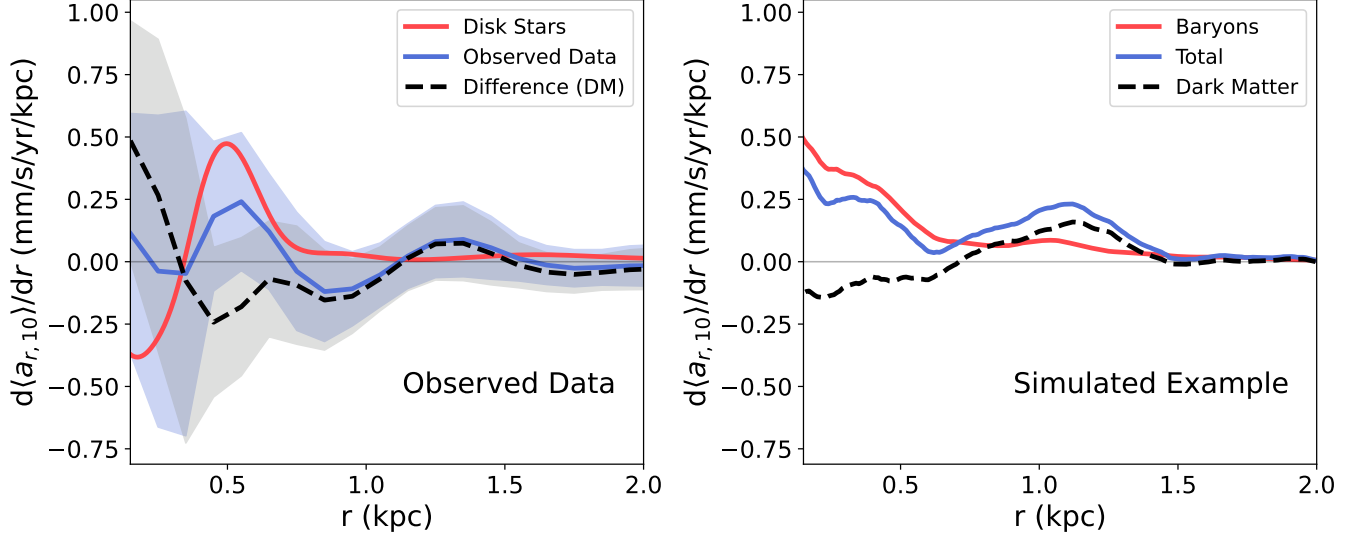 1.00
0.75
0.50
0.25
0.00
−0.25
−0.50
−0.75
d⟨a_{r, 10}⟩/dr (mm/s/yr/kpc)
Disk Stars
Observed Data
Difference (DM)
Observed Data
0.5
1.0
1.5
2.0
r (kpc)
1.00
0.75
0.50
0.25
0.00
−0.25
−0.50
−0.75
d⟨a_{r, 10}⟩/dr (mm/s/yr/kpc)
Baryons
Total
Dark Matter
Simulated Example
0.5
1.0
1.5
2.0
r (kpc)